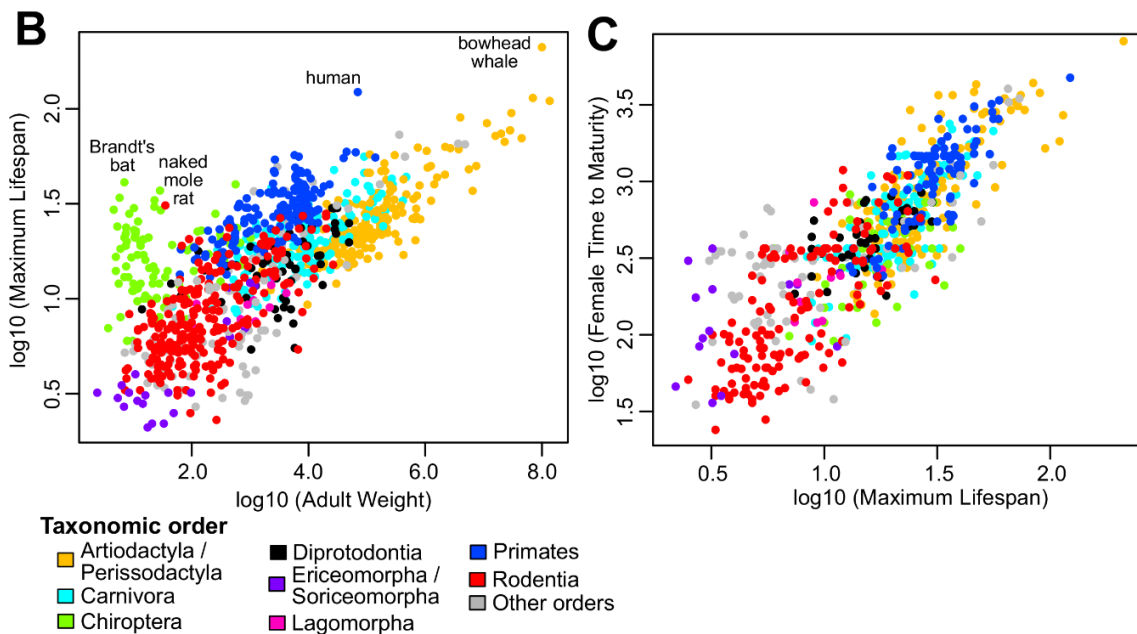 B
log10 (Maximum Lifespan)
2.0
1.5
1.0
0.5
Brandt's
bat
naked
mole
rat
human
bowhead
whale
2.0
4.0
6.0
8.0
log10 (Adult Weight)
C
log10 (Female Time to Maturity)
3.5
3.0
2.5
2.0
1.5
0.5
1.0
1.5
2.0
log10 (Maximum Lifespan)
Taxonomic order
Artiodactyla /
Perissodactyla
Carnivora
Chiroptera
Diprotodontia
Ericeomorpha /
Soriceomorpha
Lagomorpha
Primates
Rodentia
Other orders